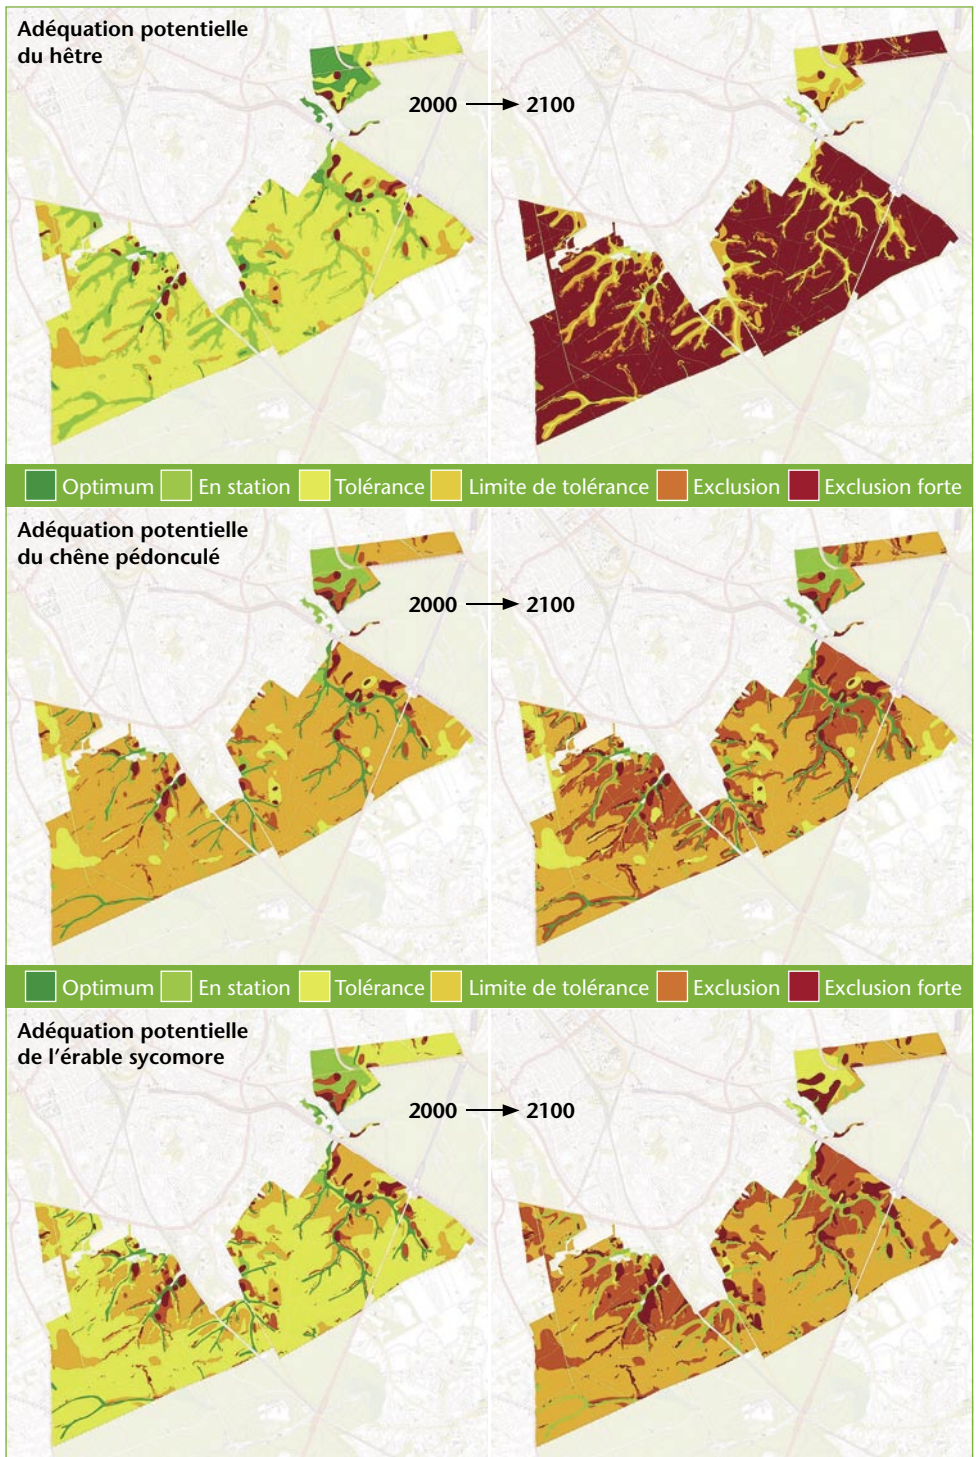 Adéquation potentielle
du hêtre
2000 → 2100
Optimum En station Tolérance Limite de tolérance Exclusion Exclusion forte
Adéquation potentielle
du chêne pédonculé
2000 → 2100
Optimum En station Tolérance Limite de tolérance Exclusion Exclusion forte
Adéquation potentielle
de l’érable sycomore
2000 → 2100